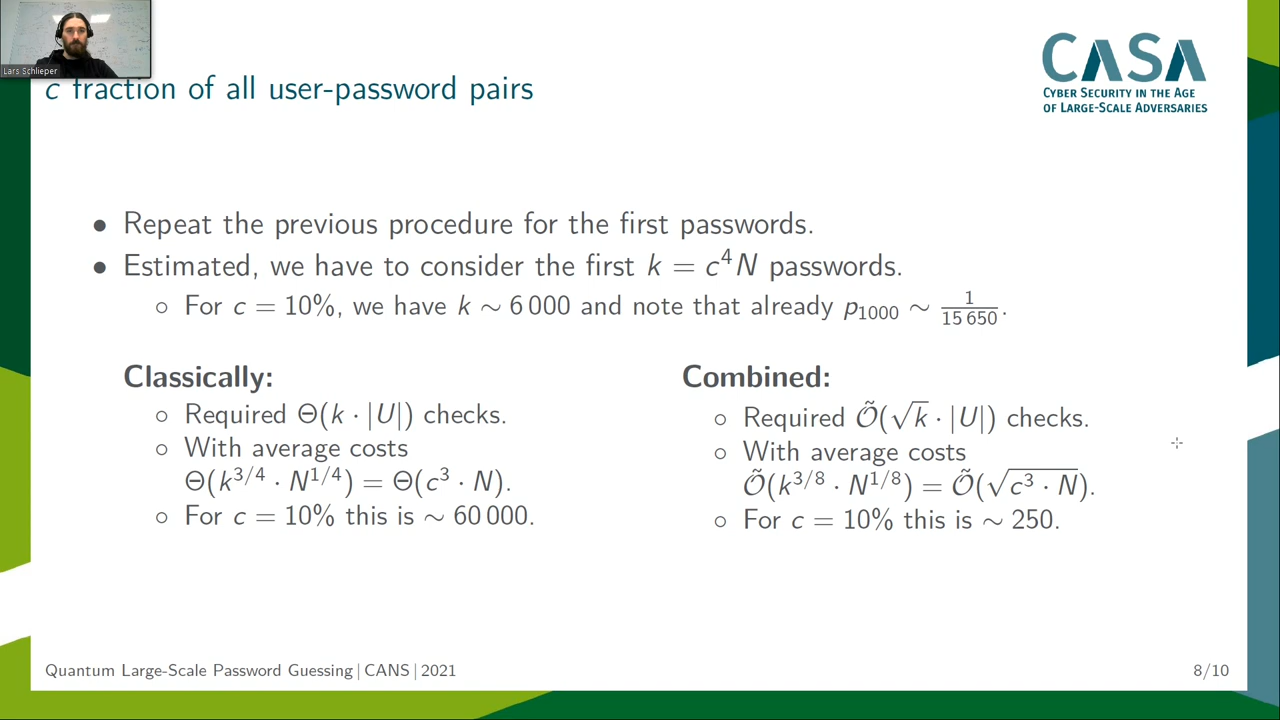 Lars Schlieper
c fraction of all user-password pairs
CASA
CYBER SECURITY IN THE AGE
OF LARGE-SCALE ADVERSARIES
• Repeat the previous procedure for the first passwords.
• Estimated, we have to consider the first k = c⁴N passwords.
○ For c = 10%, we have k ∼ 6 000 and note that already p₁₀₀₀ ∼ 1/15 650.
Classically:
○ Required Θ(k · |U|) checks.
○ With average costs
Θ(k^{3/4} · N^{1/4}) = Θ(c³ · N).
○ For c = 10% this is ∼ 60 000.
Combined:
○ Required Õ(√k · |U|) checks.
○ With average costs
Õ(k^{3/8} · N^{1/8}) = Õ(√(c³ · N)).
○ For c = 10% this is ∼ 250.
Quantum Large-Scale Password Guessing | CANS | 2021
8/10